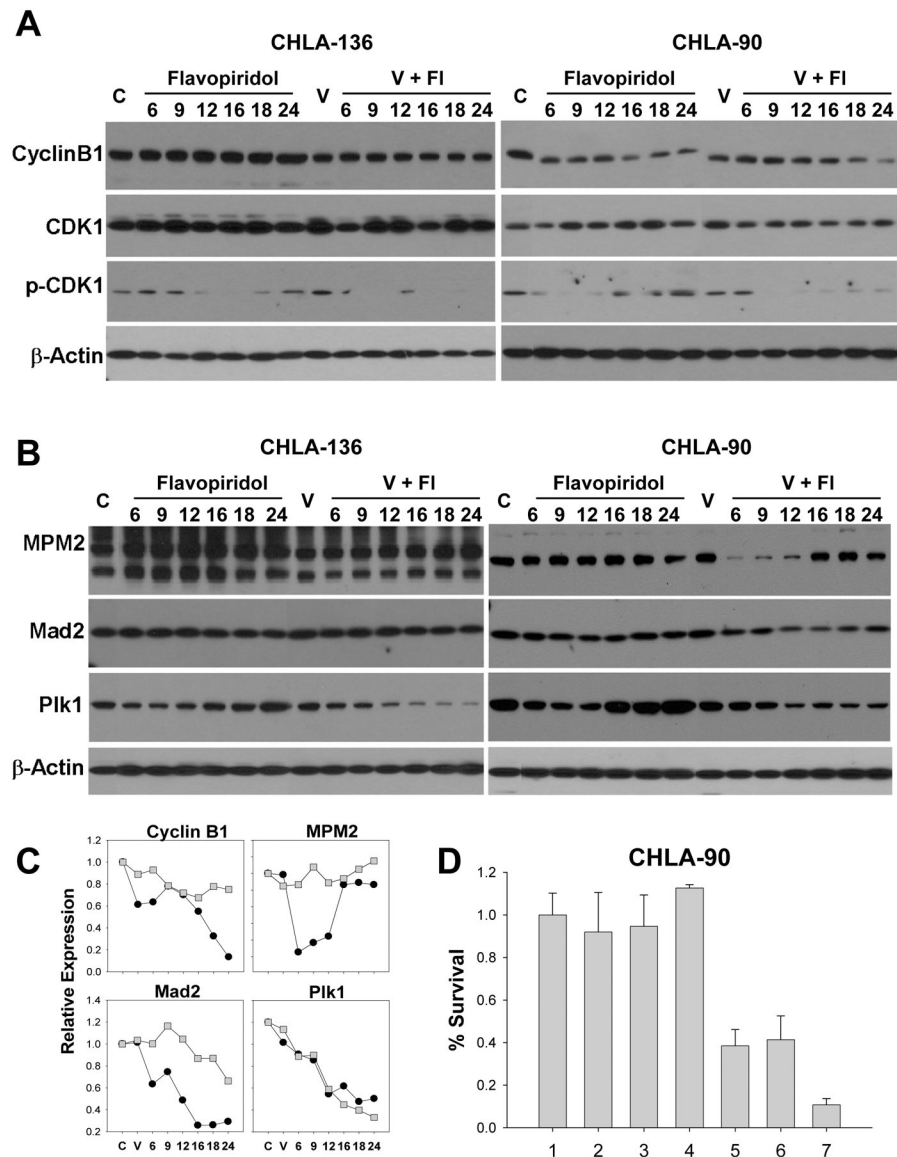 A
CHLA-136 CHLA-90
Flavopiridol V + Fl Flavopiridol V + Fl
C 6 9 12 16 18 24 V 6 9 12 16 18 24 C 6 9 12 16 18 24 V 6 9 12 16 18 24
CyclinB1
CDK1
p-CDK1
β-Actin
B
CHLA-136 CHLA-90
Flavopiridol V + Fl Flavopiridol V + Fl
C 6 9 12 16 18 24 V 6 9 12 16 18 24 C 6 9 12 16 18 24 V 6 9 12 16 18 24
MPM2
Mad2
Plk1
β-Actin
C
Relative Expression
Cyclin B1 MPM2
1.2
1.0
0.8
0.6
0.4
0.2
0.0
Mad2 Plk1
1.4
1.2
1.0
0.8
0.6
0.4
0.2
C V 6 9 12 16 18 24 C V 6 9 12 16 18 24
D
CHLA-90
% Survival
1.2
1.0
0.8
0.6
0.4
0.2
0.0
1 2 3 4 5 6 7